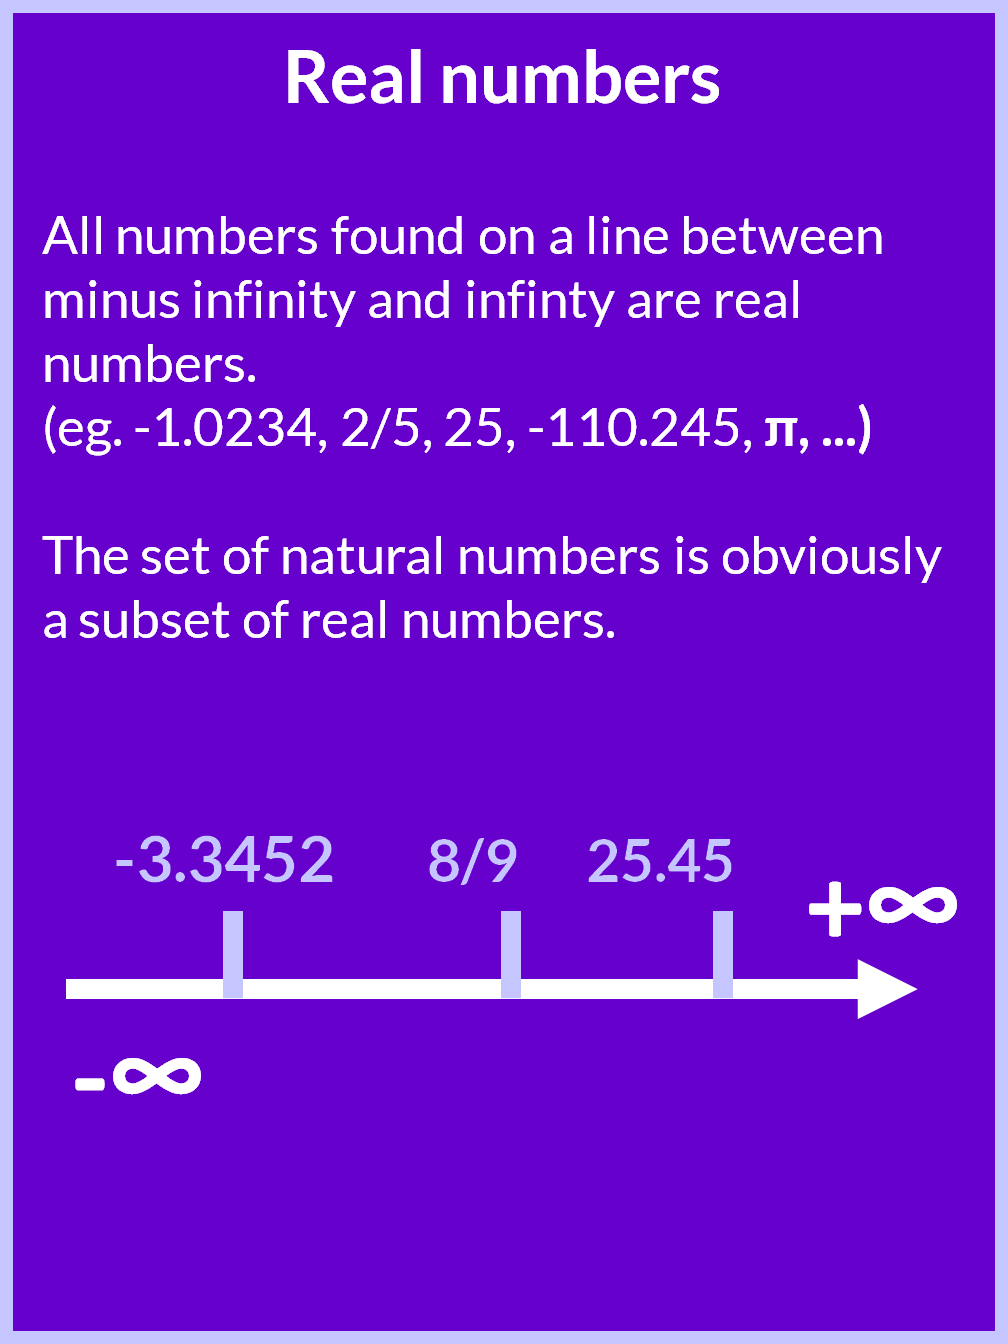 Real numbers
All numbers found on a line between
minus infinity and infinty are real
numbers.
(eg. -1.0234, 2/5, 25, -110.245, π, ...)
The set of natural numbers is obviously
a subset of real numbers.
-3.3452 8/9 25.45
+∞
-∞